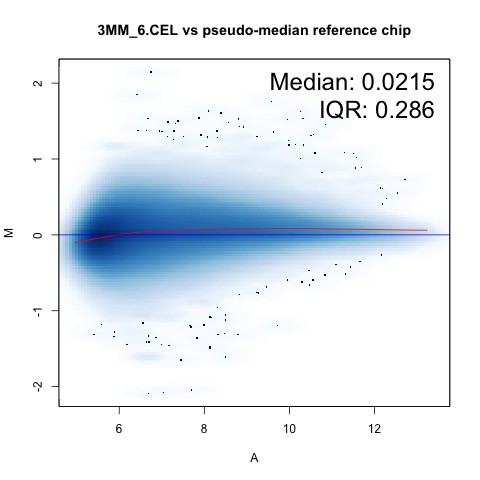 3MM_6.CEL vs pseudo-median reference chip
Median: 0.0215
IQR: 0.286
2
1
0
-1
-2
M
6 8 10 12
A